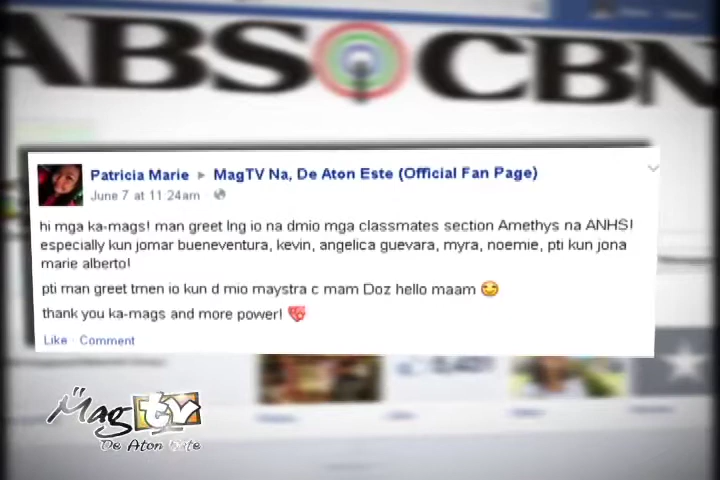 ABS CBN
Patricia Marie ▸ MagTV Na, De Aton Este (Official Fan Page)
June 7 at 11:24am
hi mga ka-mags! man greet lng io na dmio mga classmates section Amethys na ANHS!
especially kun jomar bueneventura, kevin, angelica guevara, myra, noemie, pti kun jona
marie alberto!
pti man greet tmen io kun d mio maystra c mam Doz hello maam 😊
thank you ka-mags and more power! 💖
Like · Comment
Mag tv
De Aton Este